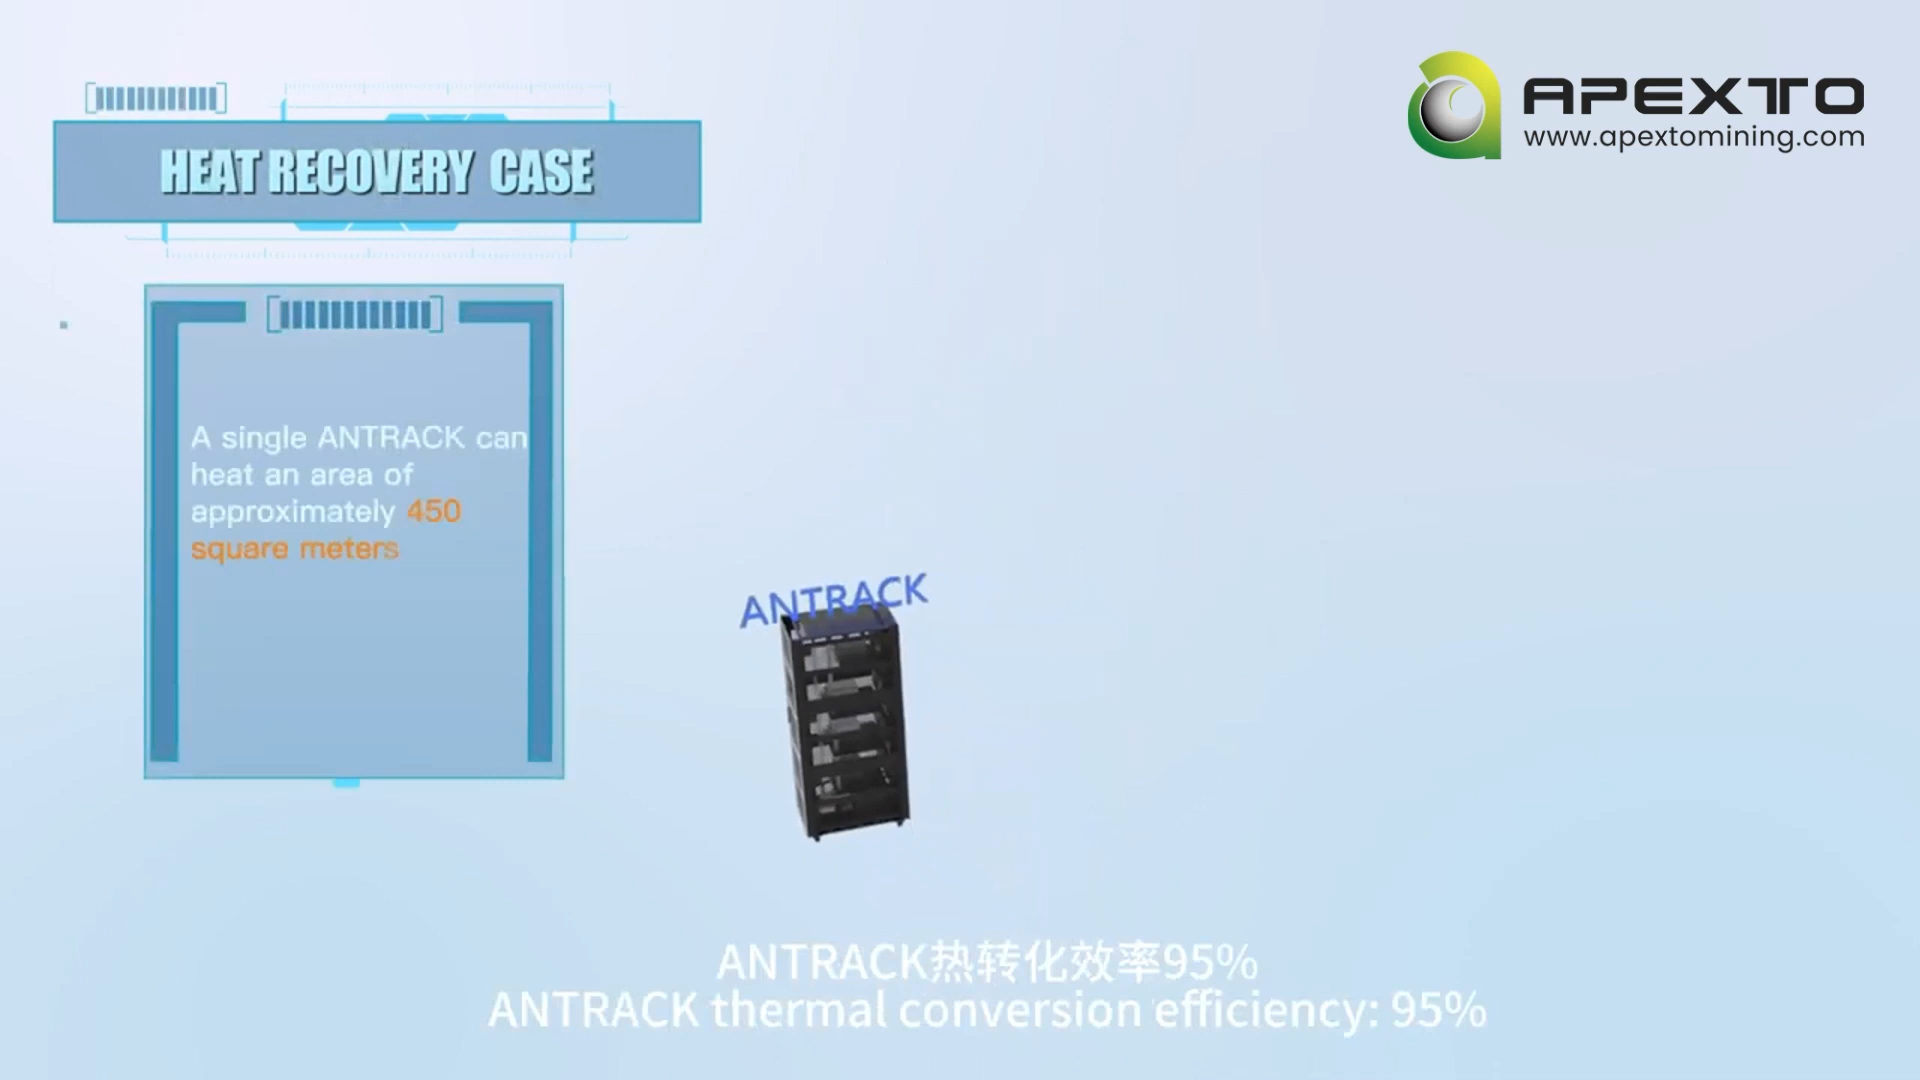 APEXTO
www.apextomining.com
HEAT RECOVERY CASE
A single ANTRACK can
heat an area of
approximately 450
square meters
ANTRACK
ANTRACK热转化效率95%
ANTRACK thermal conversion efficiency: 95%